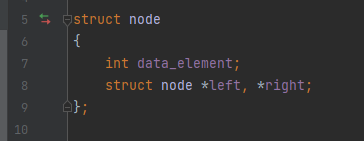 5 struct node
6 {
7 int data_element;
8 struct node *left, *right;
9 };
10